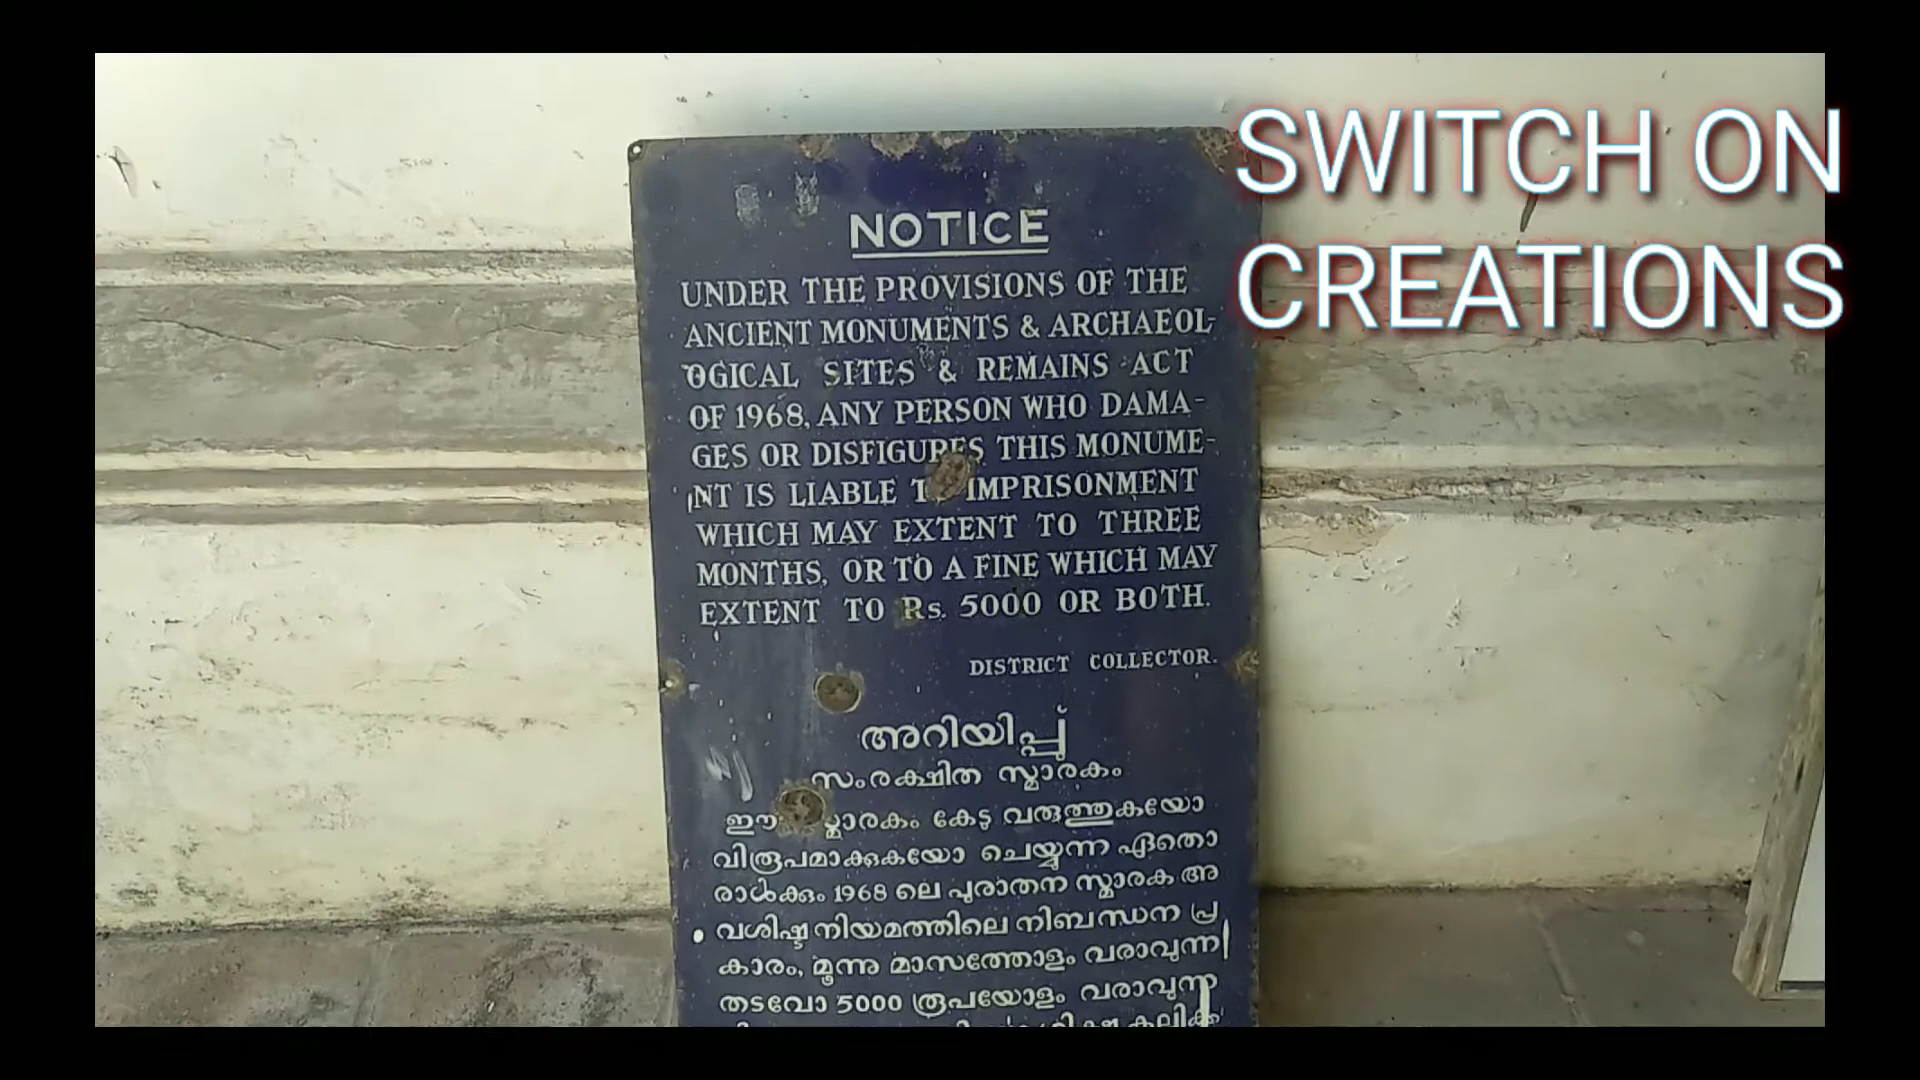 SWITCH ON
CREATIONS
NOTICE
UNDER THE PROVISIONS OF THE
ANCIENT MONUMENTS & ARCHAEOL-
OGICAL SITES & REMAINS ACT
OF 1968, ANY PERSON WHO DAMA-
GES OR DISFIGURES THIS MONUME-
NT IS LIABLE IMPRISONMENT
WHICH MAY EXTENT TO THREE
MONTHS, OR TO A FINE WHICH MAY
EXTENT TO Rs. 5000 OR BOTH.
DISTRICT COLLECTOR.
അറിയിപ്പ്
സംരക്ഷിത സ്മാരകം
ഈ സ്മാരകം കേടു വരുത്തുകയോ
വിരൂപമാക്കുകയോ ചെയ്യുന്ന ഏതൊ
രാൾക്കും 1968 ലെ പുരാതന സ്മാരക അ
വശിഷ്ട നിയമത്തിലെ നിബന്ധന പ്ര
കാരം, മൂന്നു മാസത്തോളം വരാവുന്ന
തടവോ 5000 രൂപയോളം വരാവുന്ന